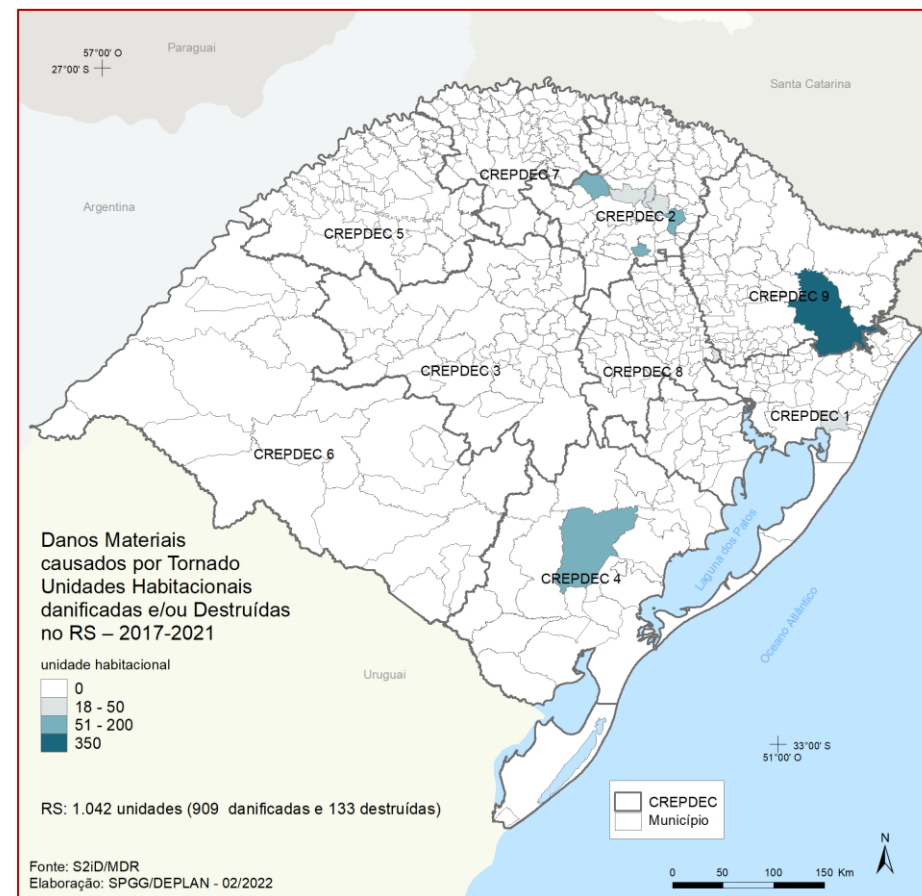 Paraguai
57°00' O
27°00' S
Santa Catarina
Argentina
CREPDEC 7
CREPDEC 2
CREPDEC 5
CREPDEC 9
CREPDEC 3
CREPDEC 8
CREPDEC 1
CREPDEC 6
CREPDEC 4
Laguna dos Patos
Oceano Atlântico
Uruguai
Danos Materiais
causados por Tornado
Unidades Habitacionais
danificadas e/ou Destruídas
no RS – 2017-2021
unidade habitacional
0
18 - 50
51 - 200
350
33°00' S
51°00' O
RS: 1.042 unidades (909 danificadas e 133 destruídas)
CREPDEC
Município
N
Fonte: S2iD/MDR
Elaboração: SPGG/DEPLAN - 02/2022
0 50 100 150 Km